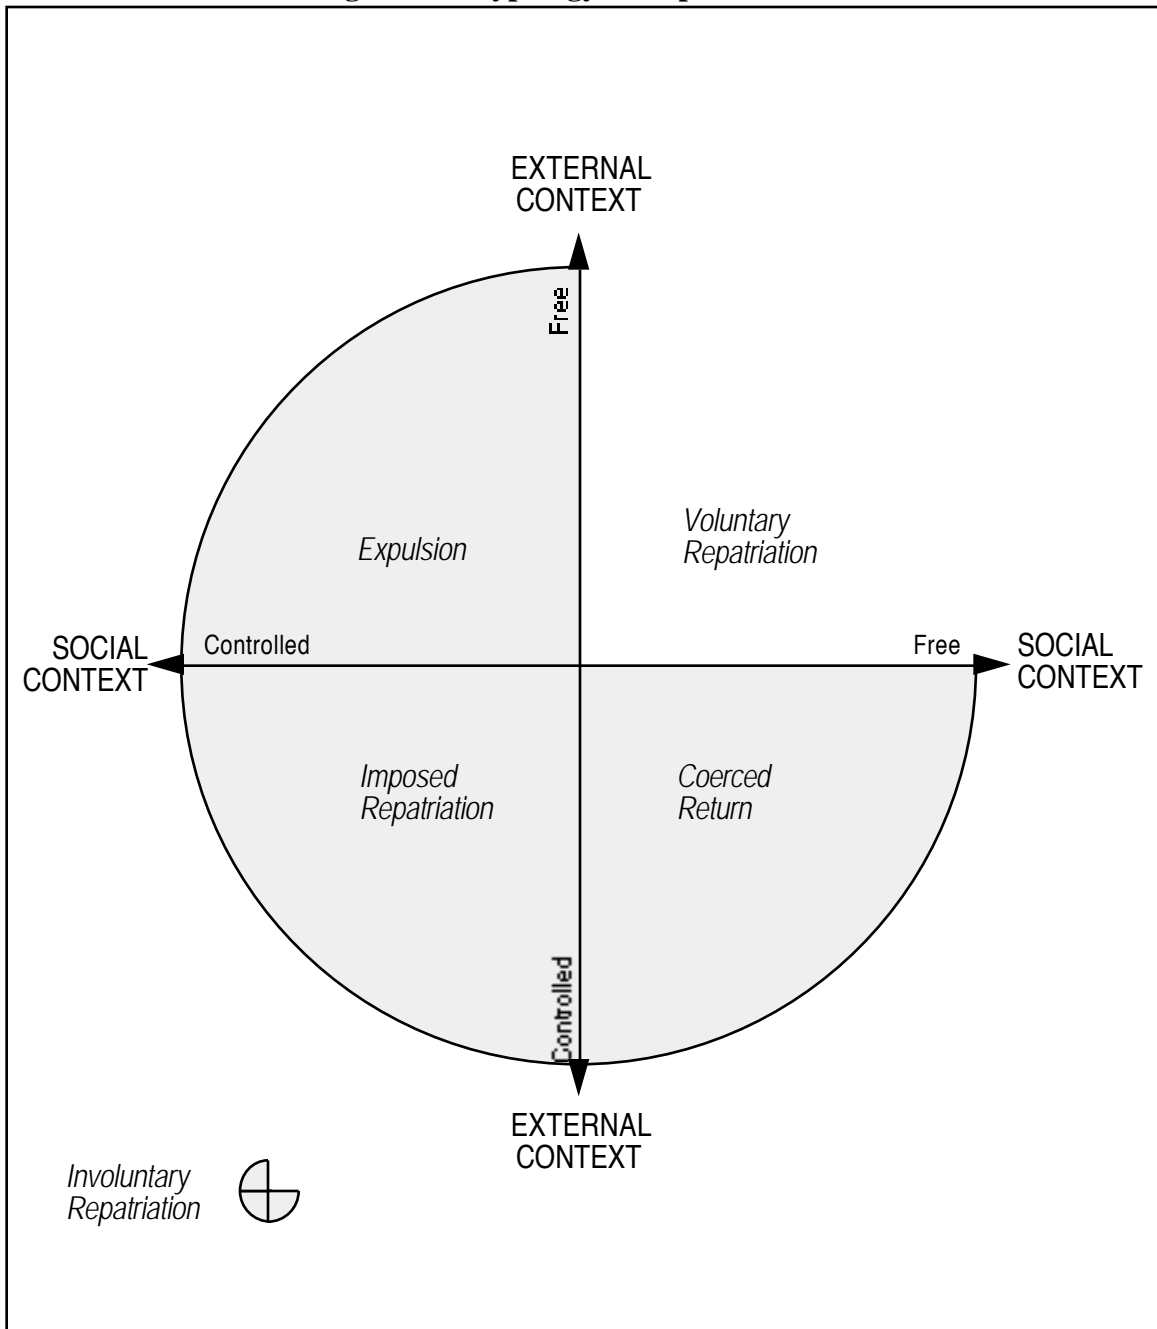 EXTERNAL
CONTEXT
Free
Voluntary
Repatriation
Expulsion
SOCIAL
CONTEXT
Controlled
Free
SOCIAL
CONTEXT
Imposed
Repatriation
Coerced
Return
Controlled
EXTERNAL
CONTEXT
Involuntary
Repatriation